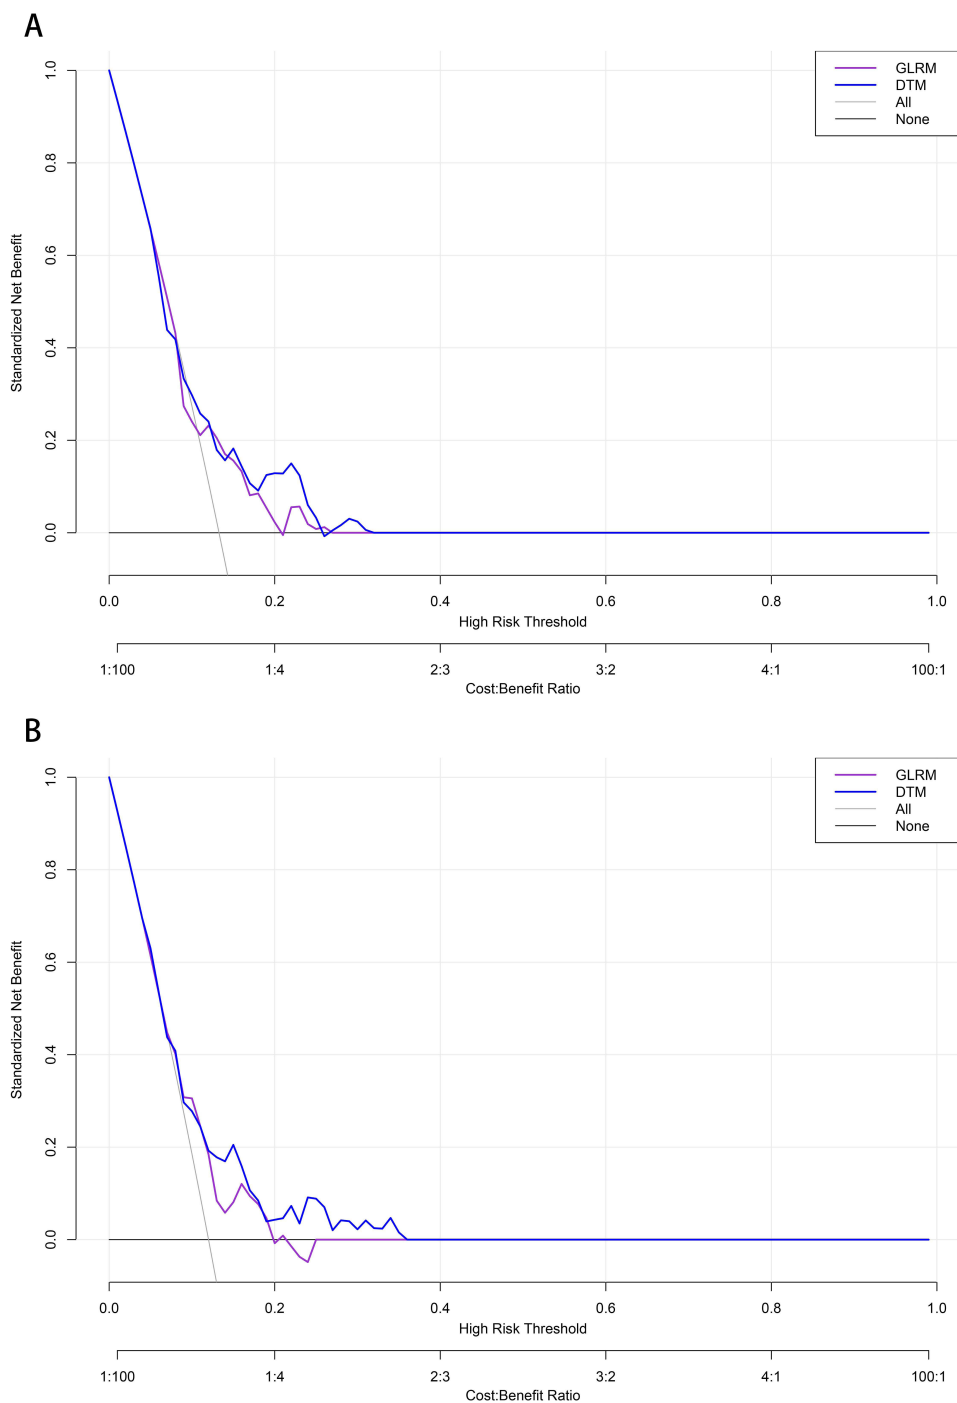 A
GLRM
DTM
All
None
Standardized Net Benefit
1.0
0.8
0.6
0.4
0.2
0.0
0.0 0.2 0.4 0.6 0.8 1.0
High Risk Threshold
1:100 1:4 2:3 3:2 4:1 100:1
Cost:Benefit Ratio
B
GLRM
DTM
All
None
Standardized Net Benefit
1.0
0.8
0.6
0.4
0.2
0.0
0.0 0.2 0.4 0.6 0.8 1.0
High Risk Threshold
1:100 1:4 2:3 3:2 4:1 100:1
Cost:Benefit Ratio